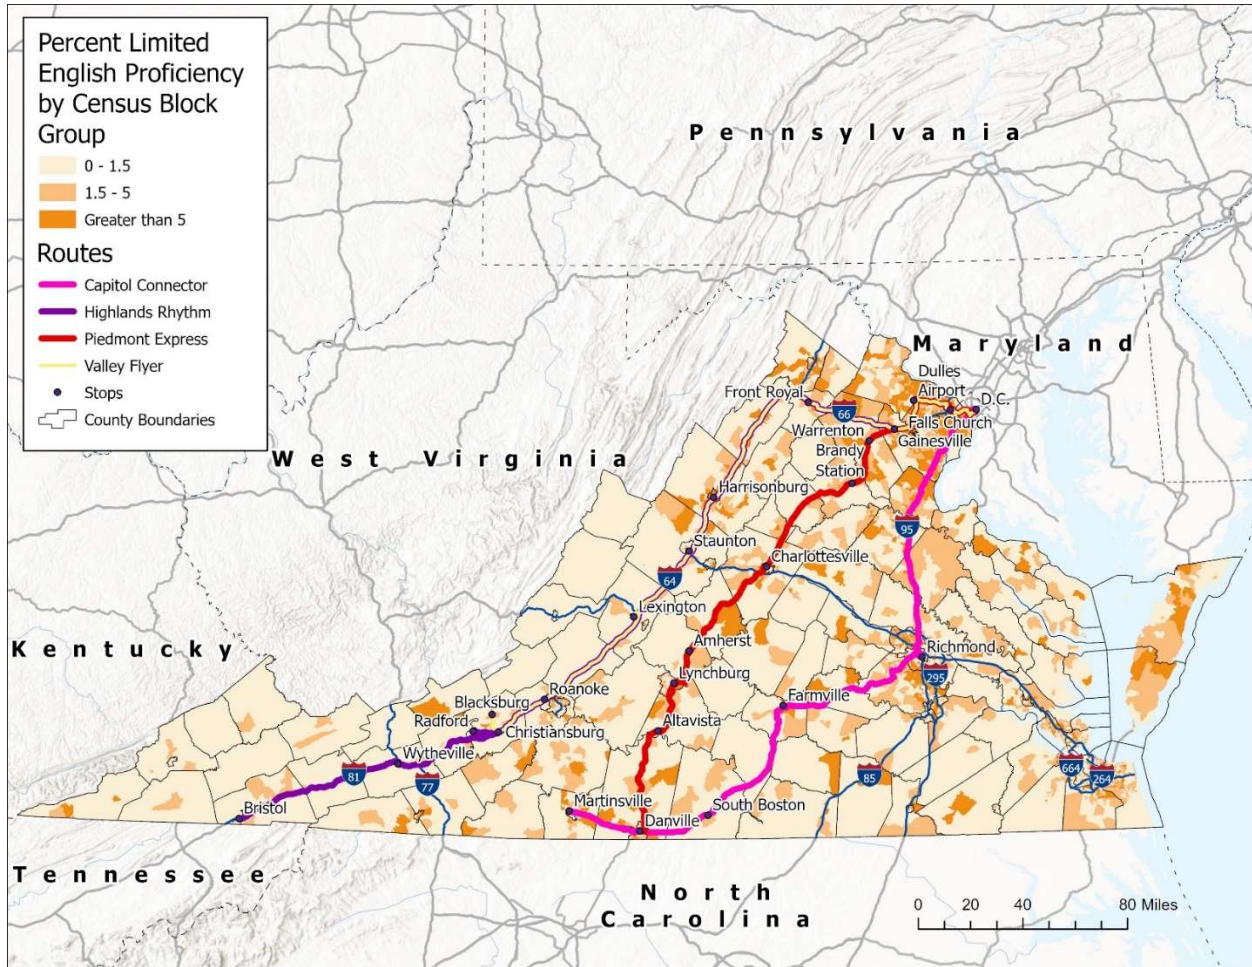 Percent Limited
English Proficiency
by Census Block
Group
0 - 1.5
1.5 - 5
Greater than 5
Routes
Capitol Connector
Highlands Rhythm
Piedmont Express
Valley Flyer
Stops
County Boundaries
Pennsylvania
Maryland
Dulles
Airport
D.C.
Front Royal
66
Falls Church
Warrenton
Gainesville
Brandy
Station
West Virginia
Harrisonburg
95
Staunton
Charlottesville
64
Lexington
Kentucky
Amherst
Richmond
Lynchburg
295
Roanoke
Blacksburg
Farmville
Radford
Christiansburg
Altavista
Wytheville
81
77
85
664
264
Bristol
Martinsville
South Boston
Danville
Tennessee
North
Carolina
0 20 40 80 Miles